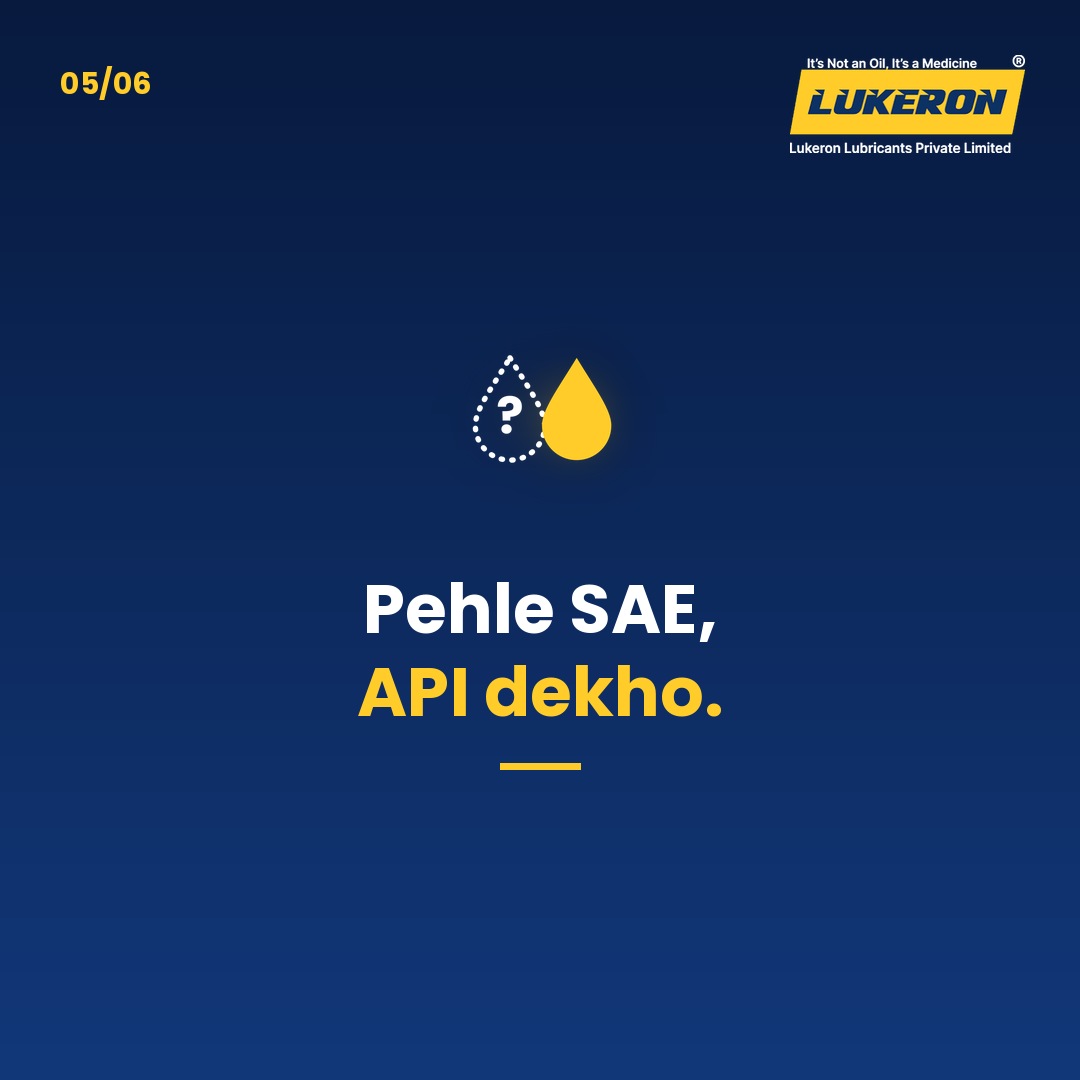 05/06
It's Not an Oil, It's a Medicine ®
LUKERON
Lukeron Lubricants Private Limited
?
Pehle SAE,
API dekho.